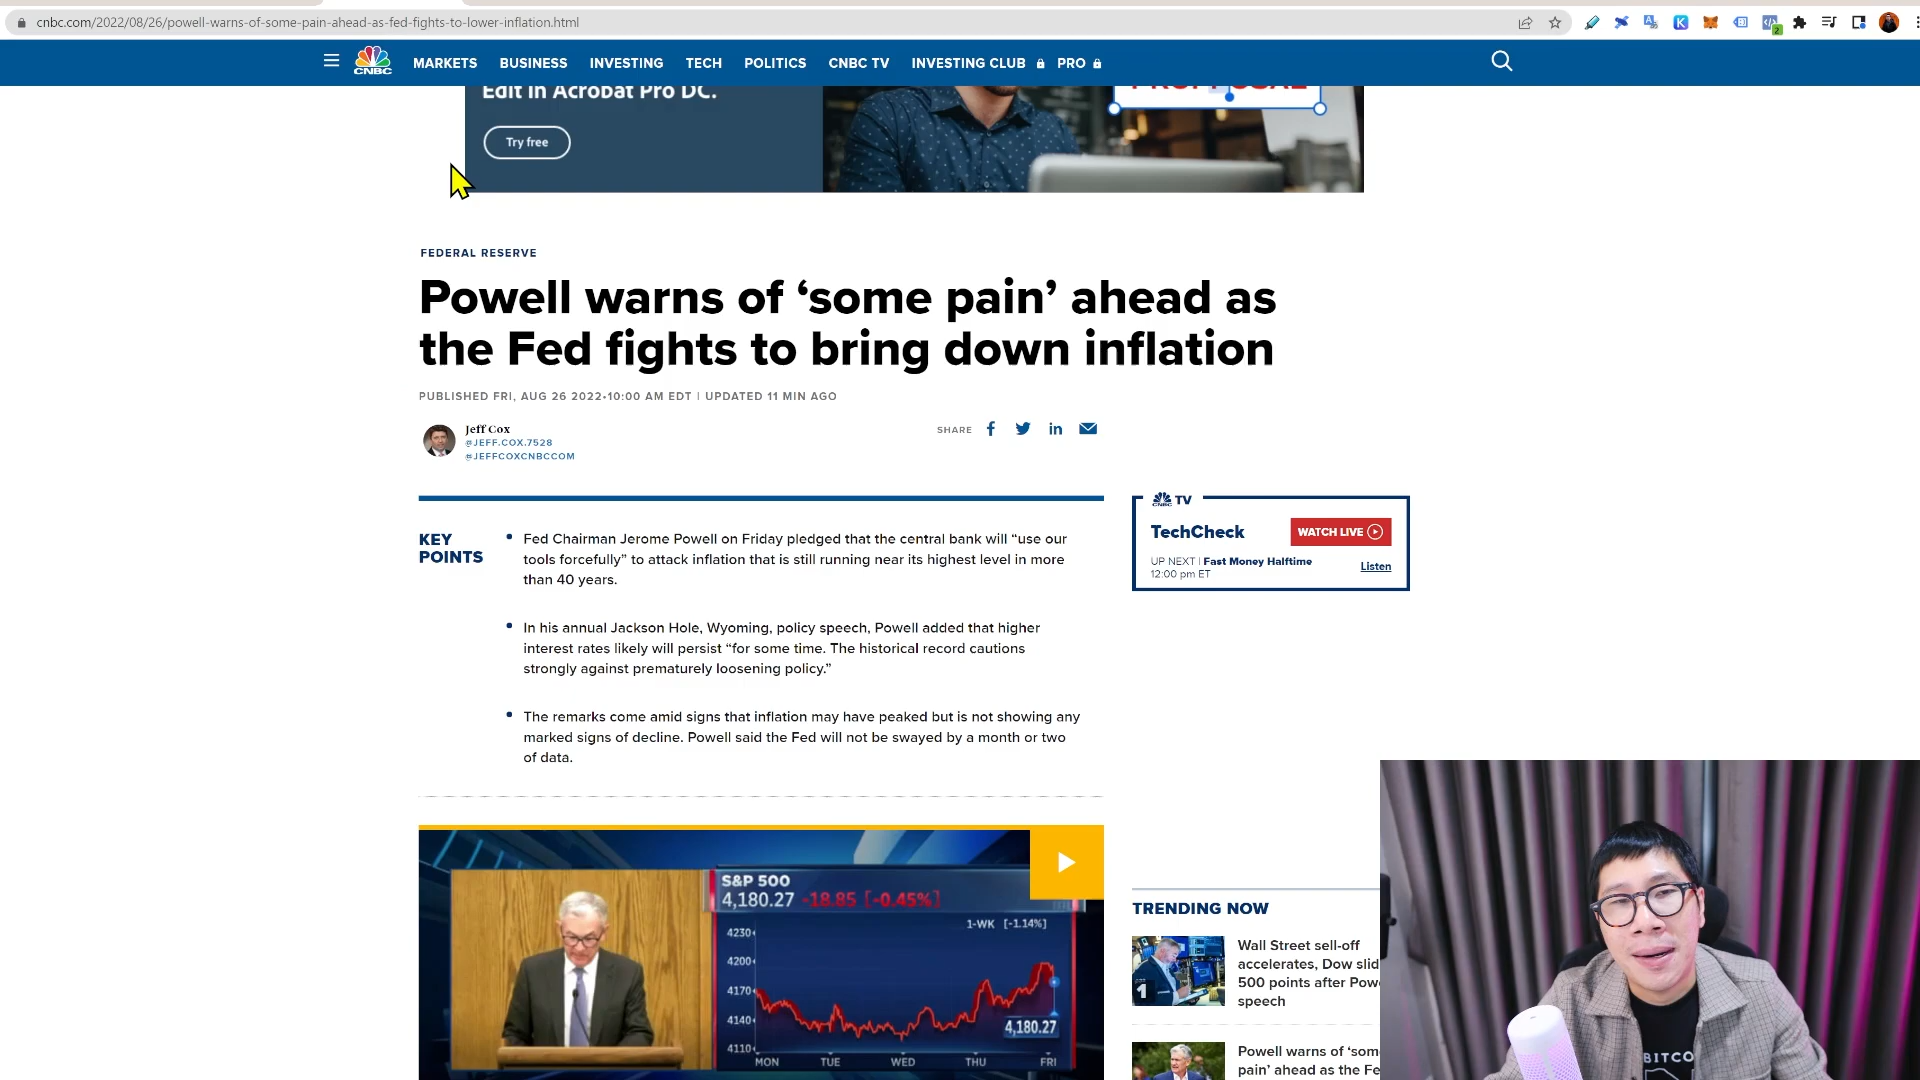 cnbc.com/2022/08/26/powell-warns-of-some-pain-ahead-as-fed-fights-to-lower-inflation.html
CNBC
MARKETS BUSINESS INVESTING TECH POLITICS CNBC TV INVESTING CLUB PRO
Edit in Acrobat Pro DC.
Try free
FEDERAL RESERVE
Powell warns of ‘some pain’ ahead as
the Fed fights to bring down inflation
PUBLISHED FRI, AUG 26 2022•10:00 AM EDT | UPDATED 11 MIN AGO
Jeff Cox
@JEFF.COX.7528
@JEFFCOXCNBCCOM
SHARE
KEY
POINTS
Fed Chairman Jerome Powell on Friday pledged that the central bank will “use our
tools forcefully” to attack inflation that is still running near its highest level in more
than 40 years.
In his annual Jackson Hole, Wyoming, policy speech, Powell added that higher
interest rates likely will persist “for some time. The historical record cautions
strongly against prematurely loosening policy.”
The remarks come amid signs that inflation may have peaked but is not showing any
marked signs of decline. Powell said the Fed will not be swayed by a month or two
of data.
CNBC TV
TechCheck
WATCH LIVE
UP NEXT | Fast Money Halftime
12:00 pm ET
Listen
S&P 500
4,180.27 -18.85 [-0.45%]
1-WK [-1.14%]
4230
4200
4170
4140
4110
4,180.27
MON TUE WED THU FRI
TRENDING NOW
1
Wall Street sell-off
accelerates, Dow slid
500 points after Pow
speech
Powell warns of ‘som
pain’ ahead as the Fe
BITCO